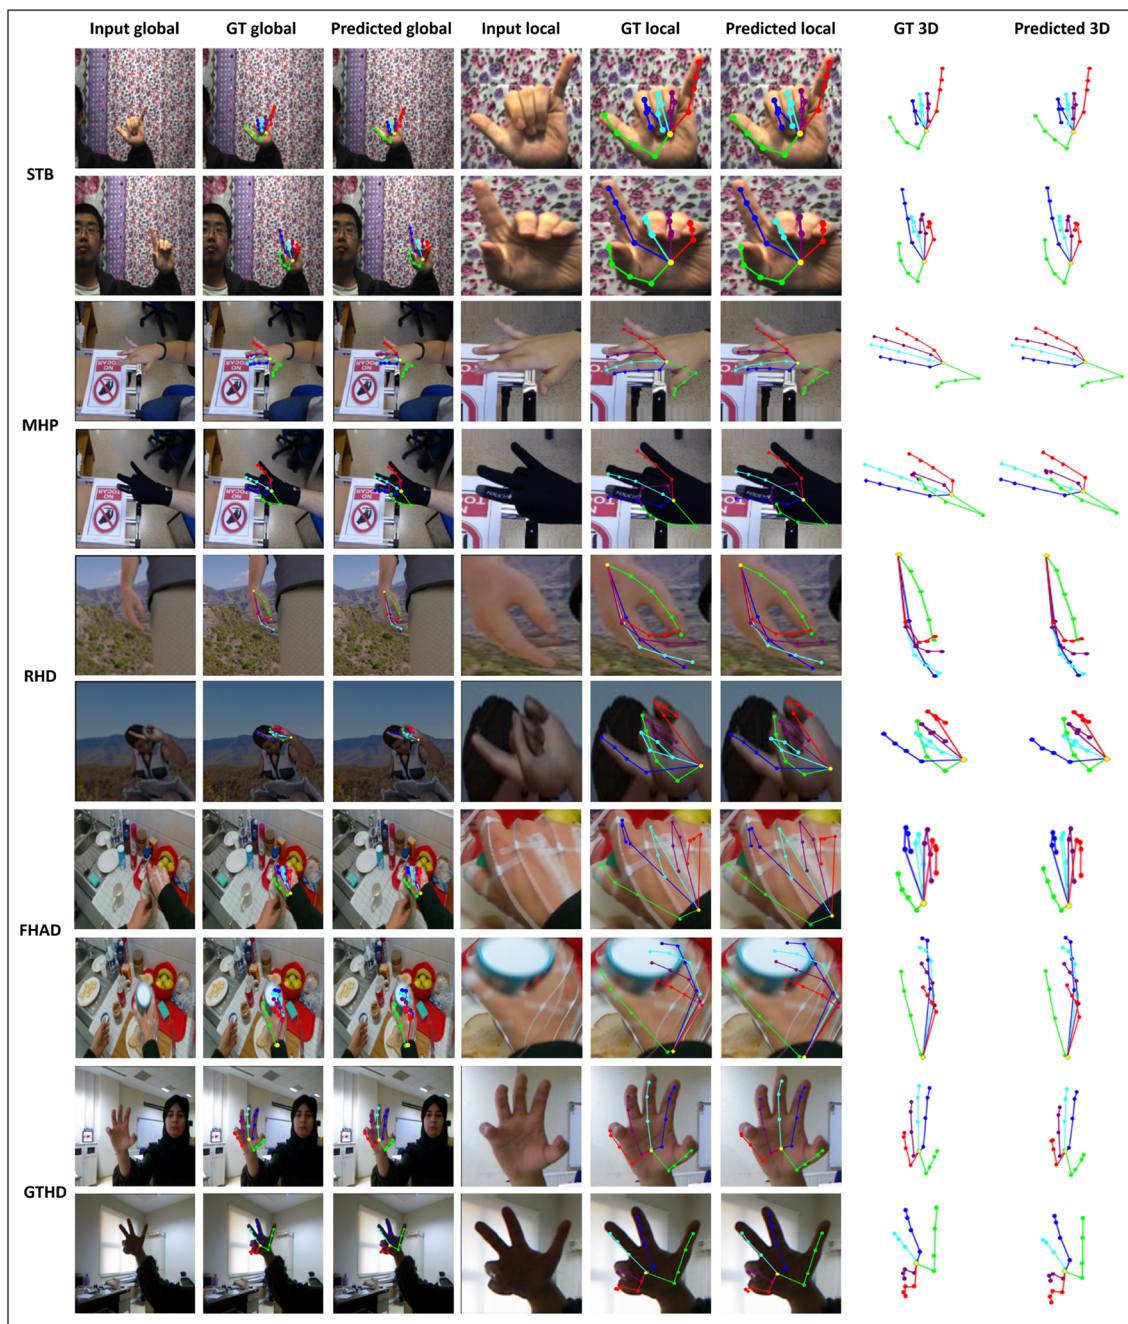 Input global GT global Predicted global Input local GT local Predicted local GT 3D Predicted 3D
STB
MHP
RHD
FHAD
GTHD